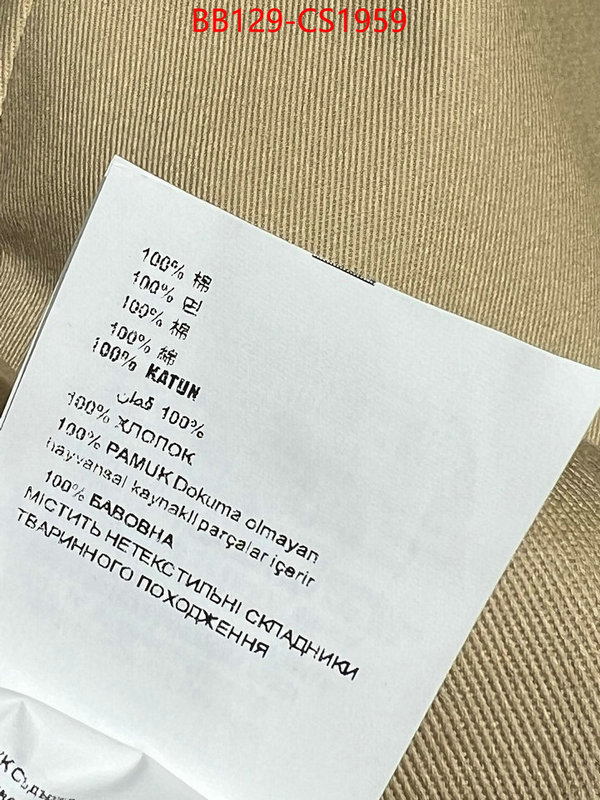 BB129-CS1959
100% 棉
100% 면
100% 棉
100% 綿
100% KATUN
100% قطن
100% ХЛОПОК
100% PAMUK Dokuma olmayan
hayvansal kaynaklı parçalar içerir
100% БАВОВНА
МІСТИТЬ НЕТЕКСТИЛЬНІ СКЛАДНИКИ
ТВАРИННОГО ПОХОДЖЕННЯ